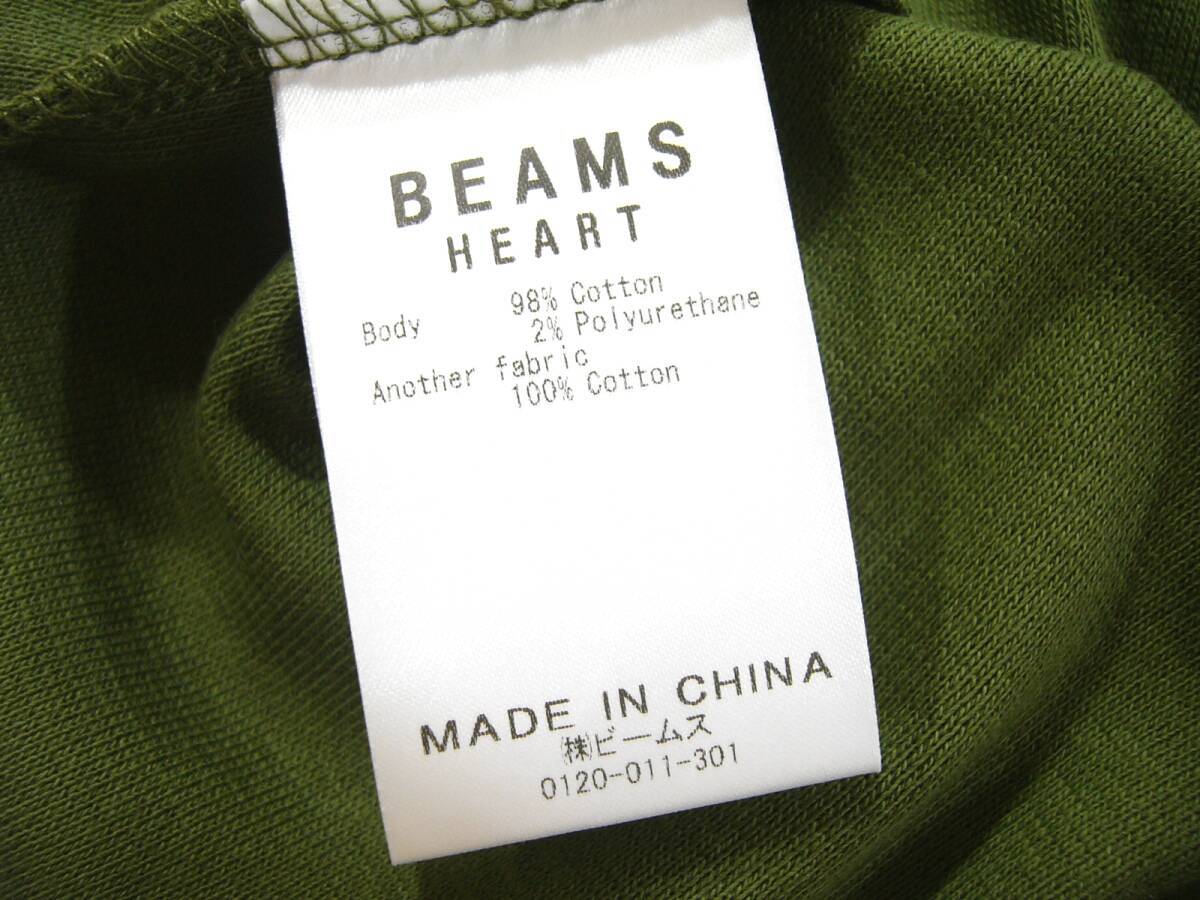 BEAMS
HEART
98% Cotton
Body 2% Polyurethane
Another fabric
100% Cotton
MADE IN CHINA
㈱ビームス
0120-011-301